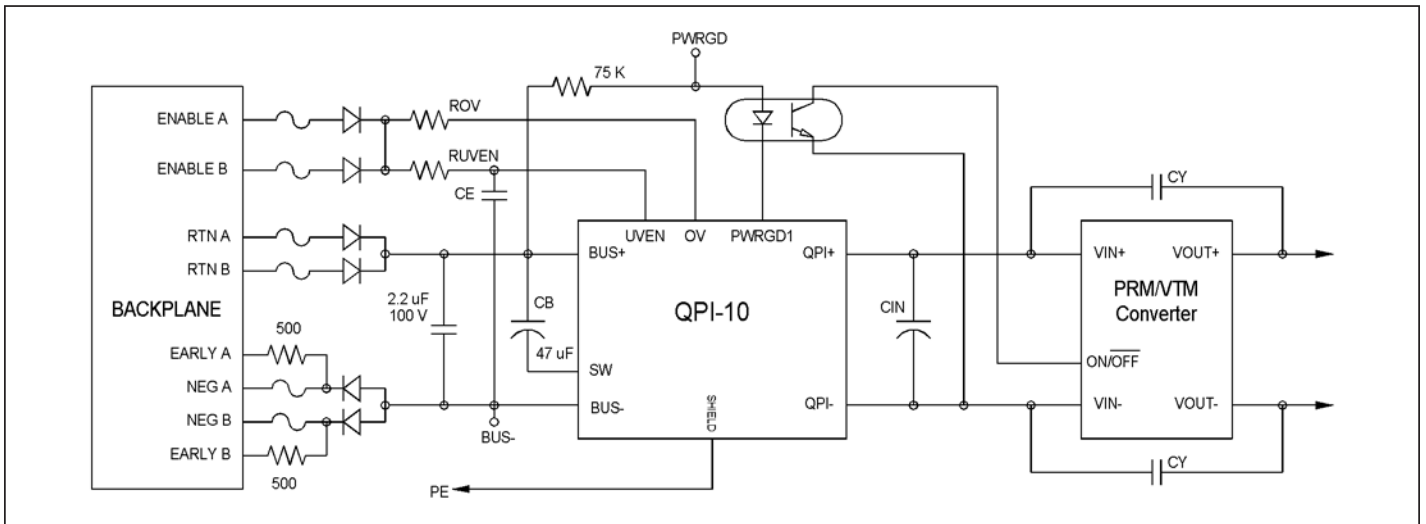 PWRGD
75 K
ENABLE A
ROV
ENABLE B
RUVEN
CE
CY
RTN A
RTN B
UVEN
OV
PWRGD1
BUS+
QPI+
VIN+
VOUT+
BACKPLANE
2.2 uF
100 V
CB
QPI-10
CIN
PRM/VTM
Converter
500
EARLY A
47 uF
SW
ON/OFF
NEG A
NEG B
BUS-
SHIELD
QPI-
VIN-
VOUT-
BUS-
EARLY B
500
CY
PE